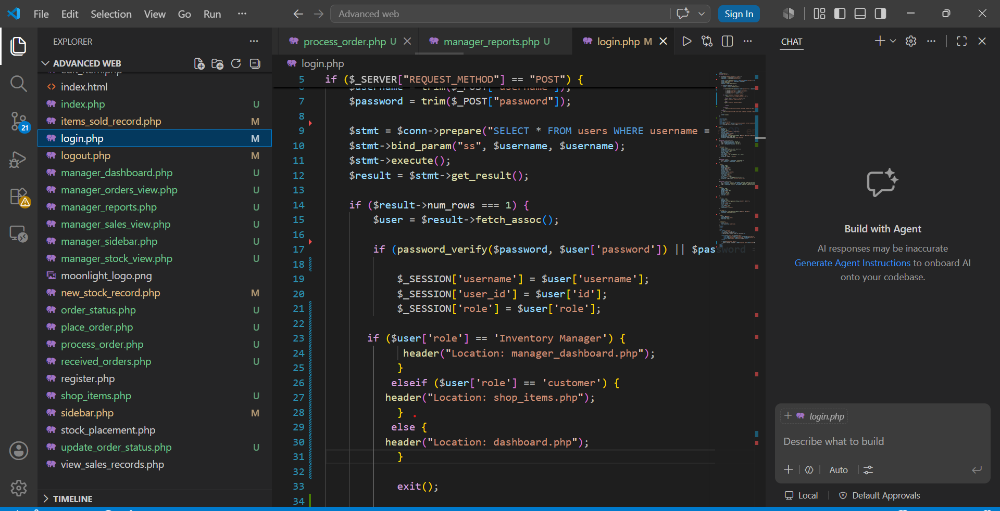 File Edit Selection View Go Run ··· Advanced web Sign In
EXPLORER
ADVANCED WEB
edit_item.php
index.html
index.php U
items_sold_record.php M
login.php M
logout.php M
manager_dashboard.php U
manager_orders_view.php U
manager_reports.php U
manager_sales_view.php U
manager_sidebar.php U
manager_stock_view.php U
moonlight_logo.png
new_stock_record.php M
order_status.php U
place_order.php U
process_order.php U
received_orders.php U
register.php
shop_items.php U
sidebar.php M
stock_placement.php
update_order_status.php U
view_sales_records.php
TIMELINE
21
process_order.php U manager_reports.php U login.php M
login.php
5 if ($_SERVER["REQUEST_METHOD"] == "POST") {
6 $username = trim($_POST["username"]);
7 $password = trim($_POST["password"]);
8
9 $stmt = $conn->prepare("SELECT * FROM users WHERE username =
10 $stmt->bind_param("ss", $username, $username);
11 $stmt->execute();
12 $result = $stmt->get_result();
13
14 if ($result->num_rows === 1) {
15 $user = $result->fetch_assoc();
16
17 if (password_verify($password, $user['password']) || $password =
18
19 $_SESSION['username'] = $user['username'];
20 $_SESSION['user_id'] = $user['id'];
21 $_SESSION['role'] = $user['role'];
22
23 if ($user['role'] == 'Inventory Manager') {
24 header("Location: manager_dashboard.php");
25 }
26 elseif ($user['role'] == 'customer') {
27 header("Location: shop_items.php");
28 }
29 else {
30 header("Location: dashboard.php");
31 }
32
33 exit();
34
CHAT
Build with Agent
AI responses may be inaccurate
Generate Agent Instructions to onboard AI
onto your codebase.
login.php
Describe what to build
Auto
Local Default Approvals